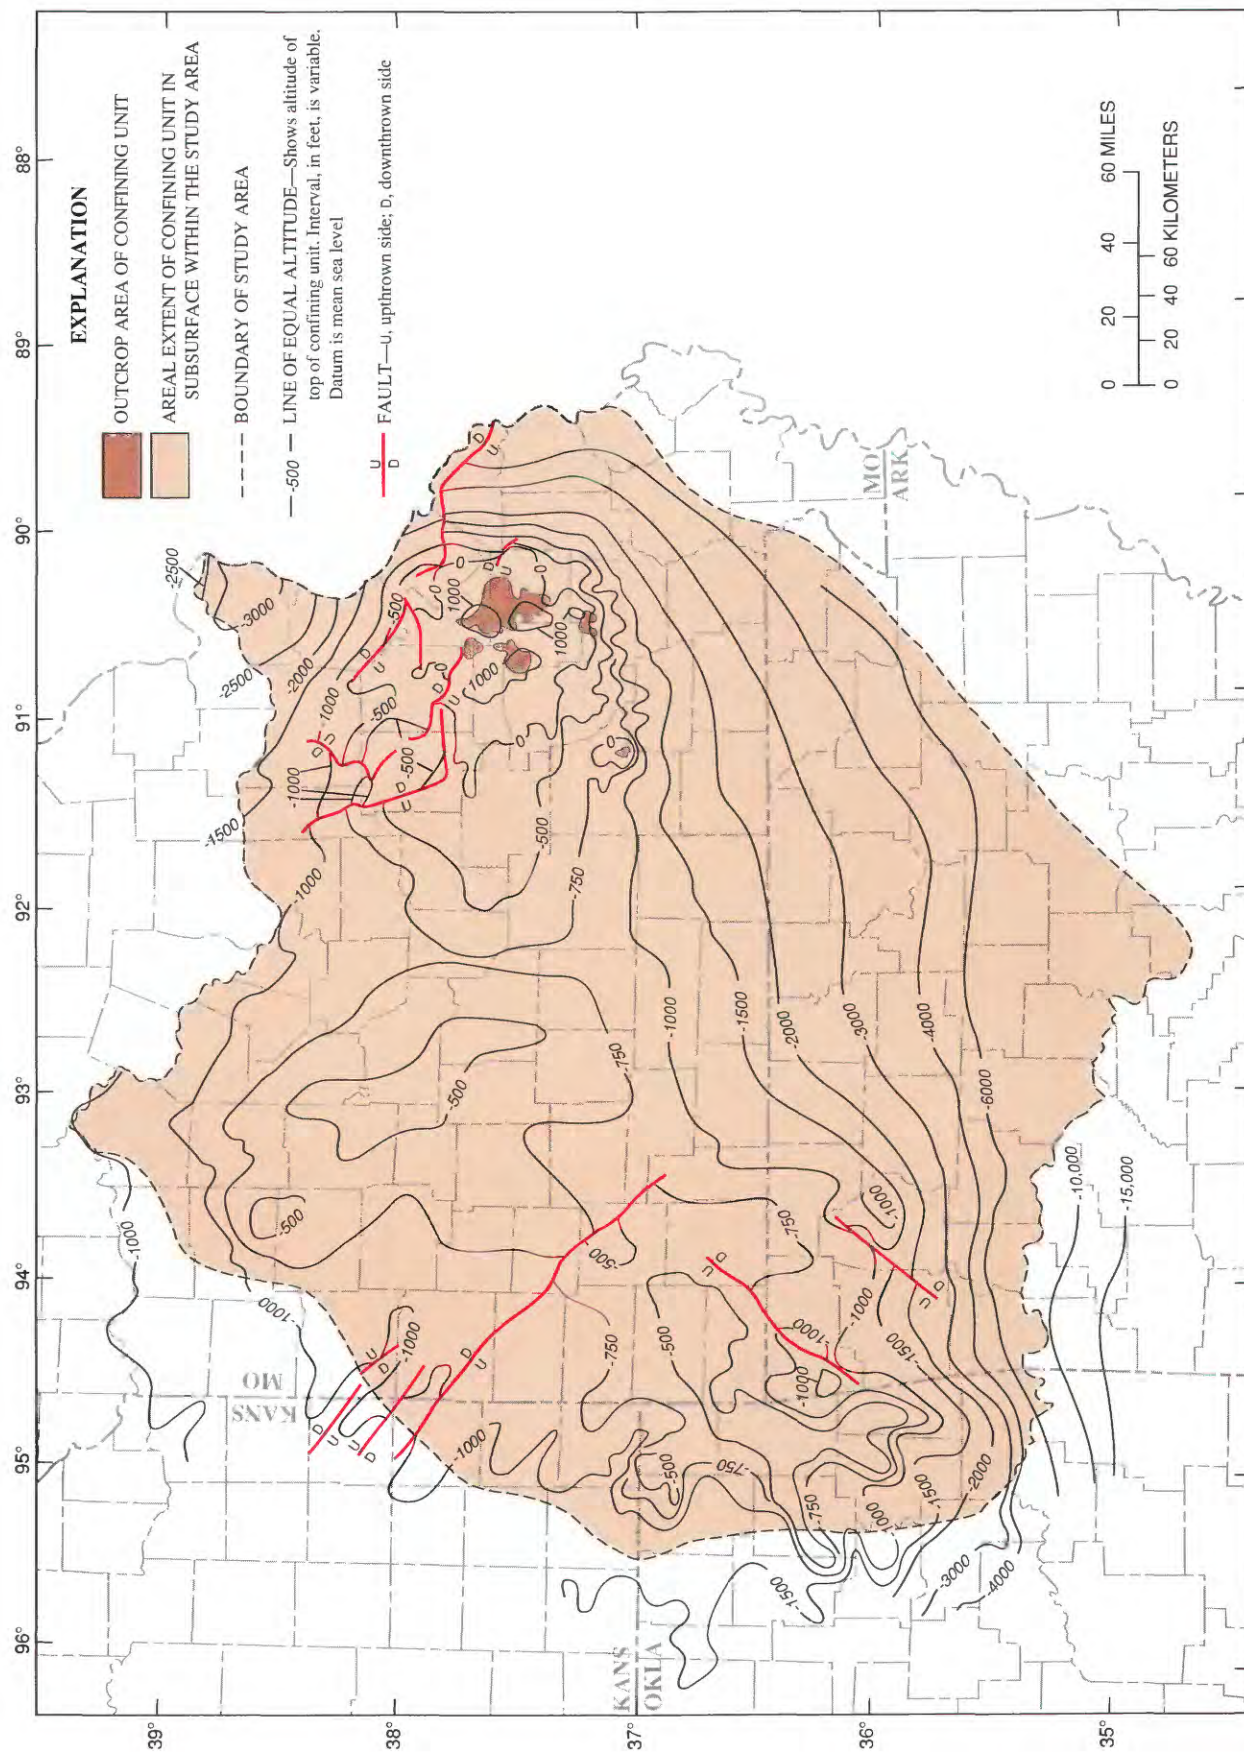 EXPLANATION
OUTCROP AREA OF CONFINING UNIT
AREAL EXTENT OF CONFINING UNIT IN
SUBSURFACE WITHIN THE STUDY AREA
BOUNDARY OF STUDY AREA
-500 LINE OF EQUAL ALTITUDE—Shows altitude of
top of confining unit. Interval, in feet, is variable.
Datum is mean sea level
U
D
FAULT—U, upthrown side; D, downthrown side
96° 95° 94° 93° 92° 91° 90° 89° 88°
39°
38°
37°
36°
35°
0 20 40 60 MILES
0 20 40 60 KILOMETERS
KANS
MO
KANS
OKLA
MO
ARK
-2500
-3000
-2500
-2000
-1000
-500
-1000
-500
-1000
-500
-1500
-1000
0
0
0
0
0
1000
1000
1000
1000
0
-500
-500
-750
-500
-750
-500
-1000
-1000
-1000
-1000
-500
-750
-500
-750
-1000
-1000
-1000
-1000
-1500
-1000
-1500
-2000
-3000
-4000
-6000
-10,000
-15,000
-500
-750
-750
-1000
-1500
-2000
-1500
-3000
-4000
U
D
U
D
U
D
U
D
U
D
U
D
U
D
U
D
U
D
U
D
U
D
U
D